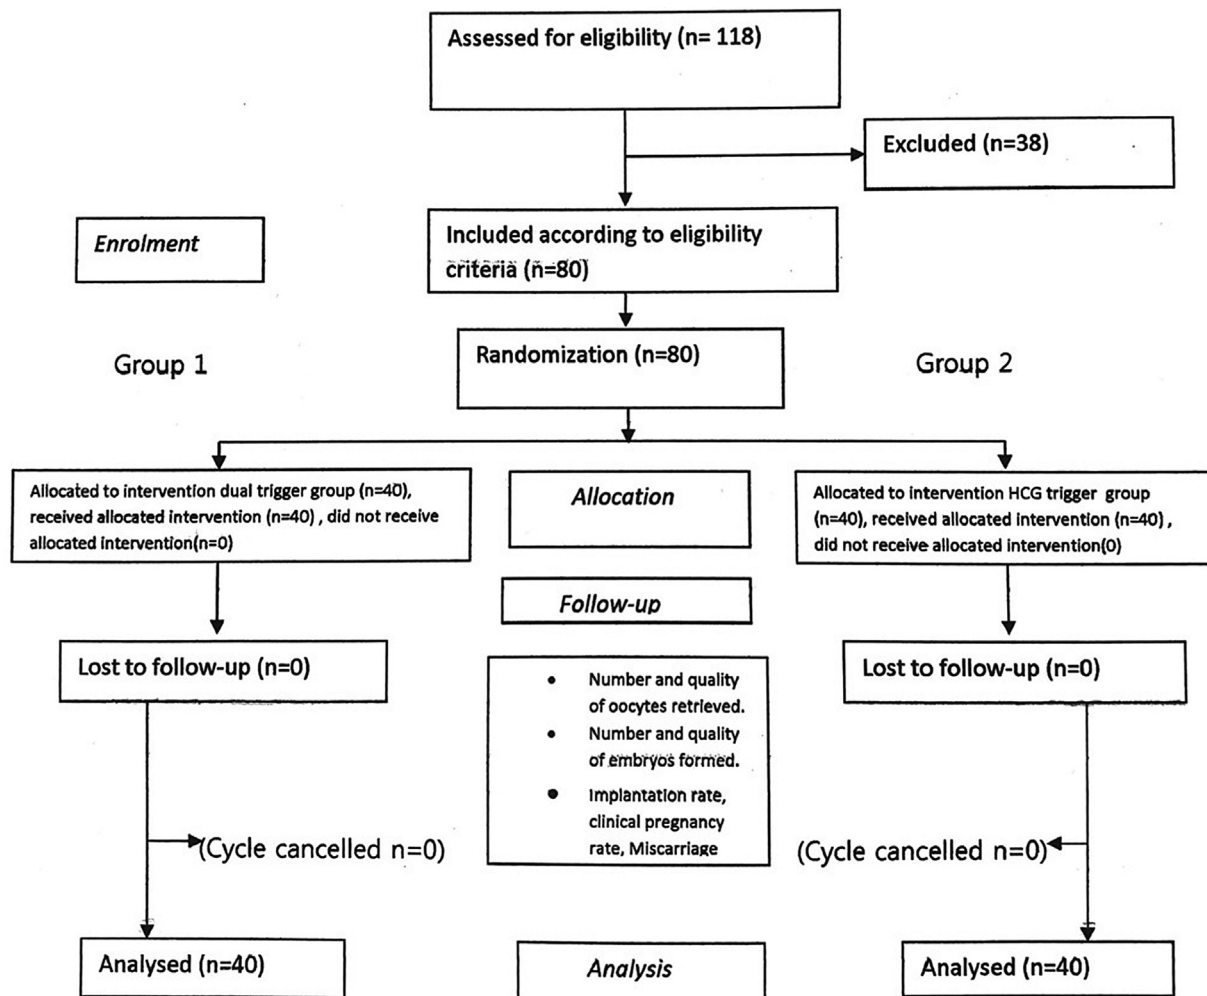 Assessed for eligibility (n= 118)
Excluded (n=38)
Enrolment
Included according to eligibility
criteria (n=80)
Randomization (n=80)
Group 1
Group 2
Allocated to intervention dual trigger group (n=40),
received allocated intervention (n=40) , did not receive
allocated intervention(n=0)
Allocation
Allocated to intervention HCG trigger group
(n=40), received allocated intervention (n=40) ,
did not receive allocated intervention(0)
Follow-up
Lost to follow-up (n=0)
Lost to follow-up (n=0)
• Number and quality
of oocytes retrieved.
• Number and quality
of embryos formed.
• Implantation rate,
clinical pregnancy
rate, Miscarriage
(Cycle cancelled n=0)
(Cycle cancelled n=0)
Analysed (n=40)
Analysis
Analysed (n=40)